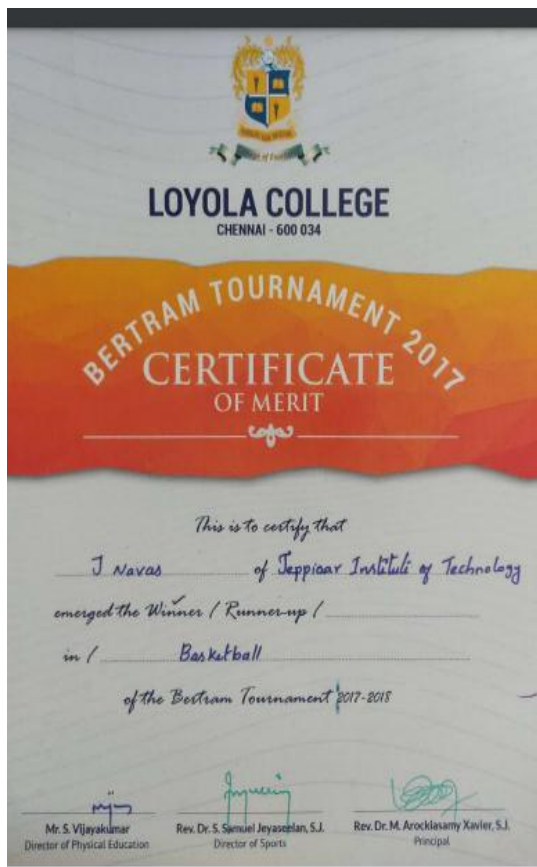 LOYOLA COLLEGE
CHENNAI - 600 034
BERTRAM TOURNAMENT 2017
CERTIFICATE
OF MERIT
This is to certify that
J Navas of Jeppiaar Institute of Technology
emerged the Winner / Runner-up /
in / Basketball
of the Bertram Tournament 2017-2018
Mr. S. Vijayakumar Rev. Dr. S. Samuel Jeyaseelan, S.J. Rev. Dr. M. Arockiasamy Xavier, S.J.
Director of Physical Education Director of Sports Principal